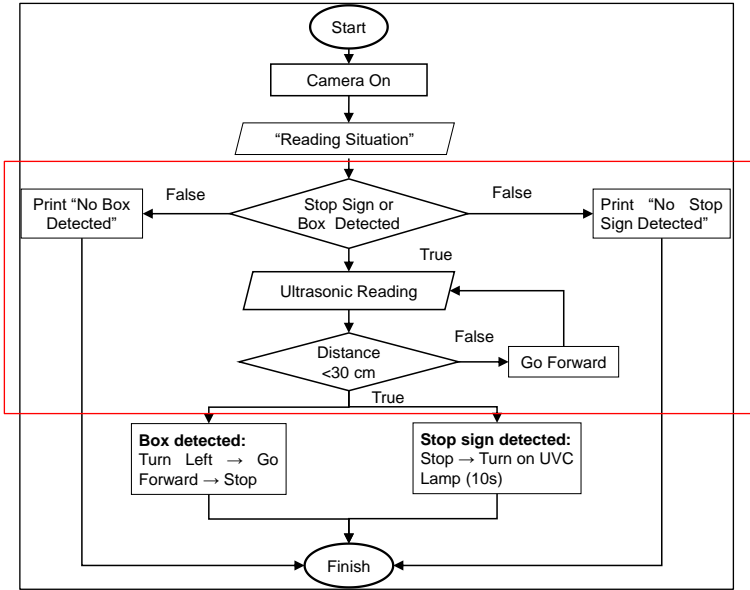 Start
Camera On
“Reading Situation”
False
False
Print “No Box
Detected”
Stop Sign or
Box Detected
Print “No Stop
Sign Detected”
True
Ultrasonic Reading
False
Distance
<30 cm
Go Forward
True
Box detected:
Turn Left → Go
Forward → Stop
Stop sign detected:
Stop → Turn on UVC
Lamp (10s)
Finish